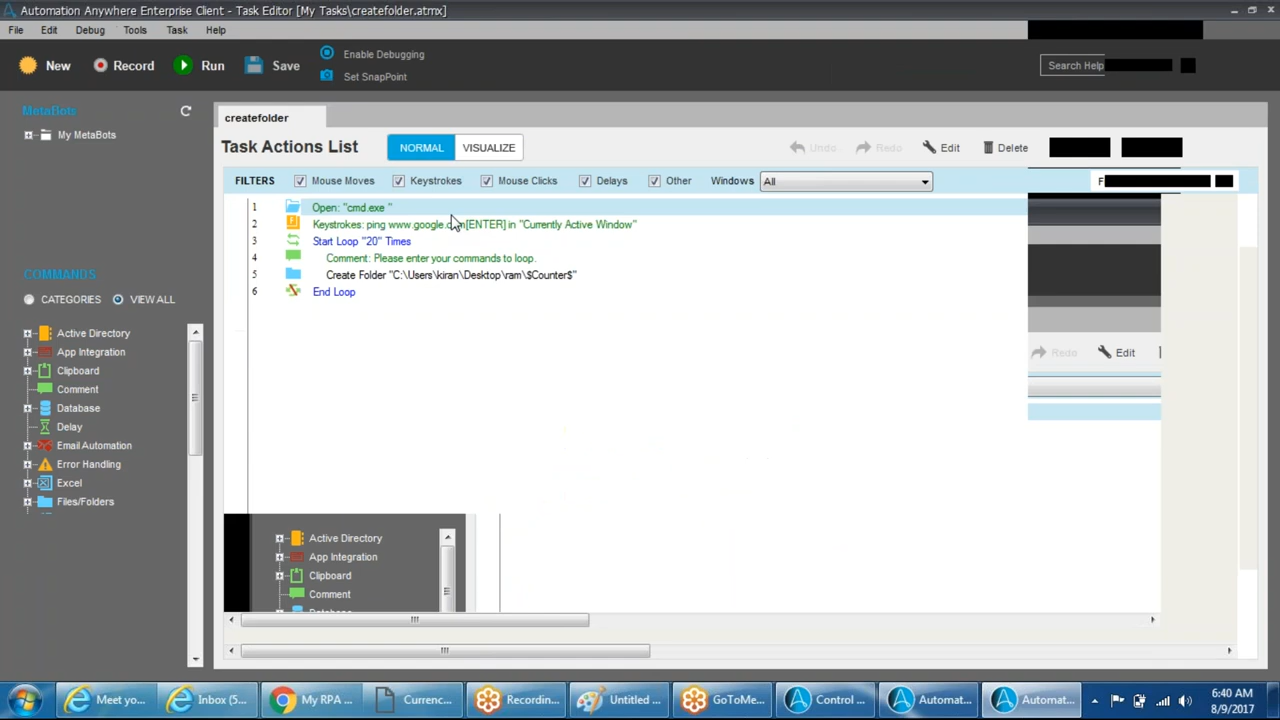 Automation Anywhere Enterprise Client - Task Editor [My Tasks\createfolder.atmx]
File Edit Debug Tools Task Help
New Record Run Save
Enable Debugging
Set SnapPoint
Search Help
MetaBots
My MetaBots
createfolder
Task Actions List NORMAL VISUALIZE Undo Redo Edit Delete
FILTERS Mouse Moves Keystrokes Mouse Clicks Delays Other Windows All F
1 Open: "cmd.exe "
2 Keystrokes: ping www.google.com[ENTER] in "Currently Active Window"
3 Start Loop "20" Times
4 Comment: Please enter your commands to loop.
5 Create Folder "C:\Users\kiran\Desktop\ram\$Counter$"
6 End Loop
Redo Edit
COMMANDS
CATEGORIES VIEW ALL
Active Directory
App Integration
Clipboard
Comment
Database
Delay
Email Automation
Error Handling
Excel
Files/Folders
Active Directory
App Integration
Clipboard
Comment
Database
Meet yo... Inbox (5... My RPA ... Currenc... Recordin... Untitled ... GoToMe... Control ... Automat... Automat...
6:40 AM
8/9/2017